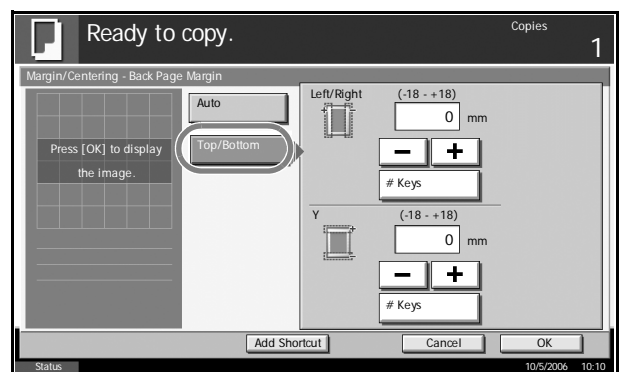 Ready to copy.
Copies
1
Margin/Centering - Back Page Margin
Press [OK] to display
the image.
Auto
Top/Bottom
Left/Right
(-18 - +18)
0 mm
− +
# Keys
Y
(-18 - +18)
0 mm
− +
# Keys
Add Shortcut
Cancel
OK
Status
10/5/2006 10:10